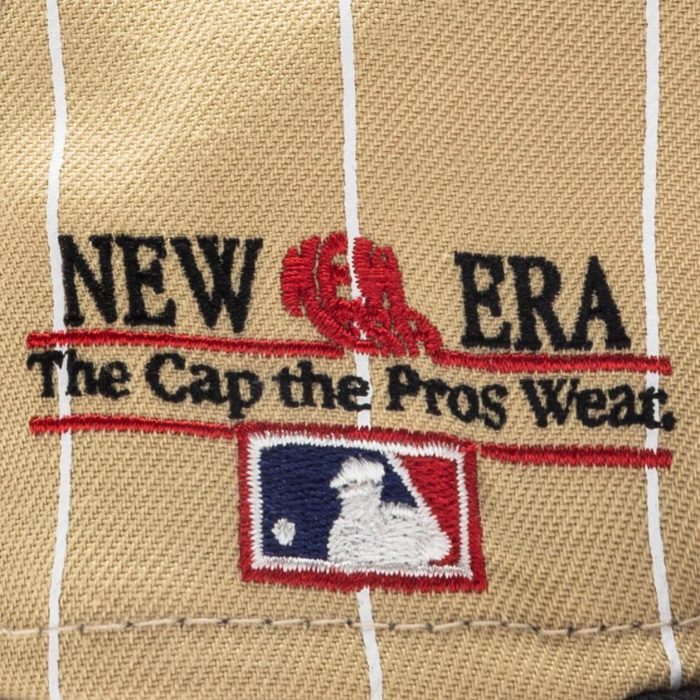 NEW ERA
The Cap the Pros Wear.